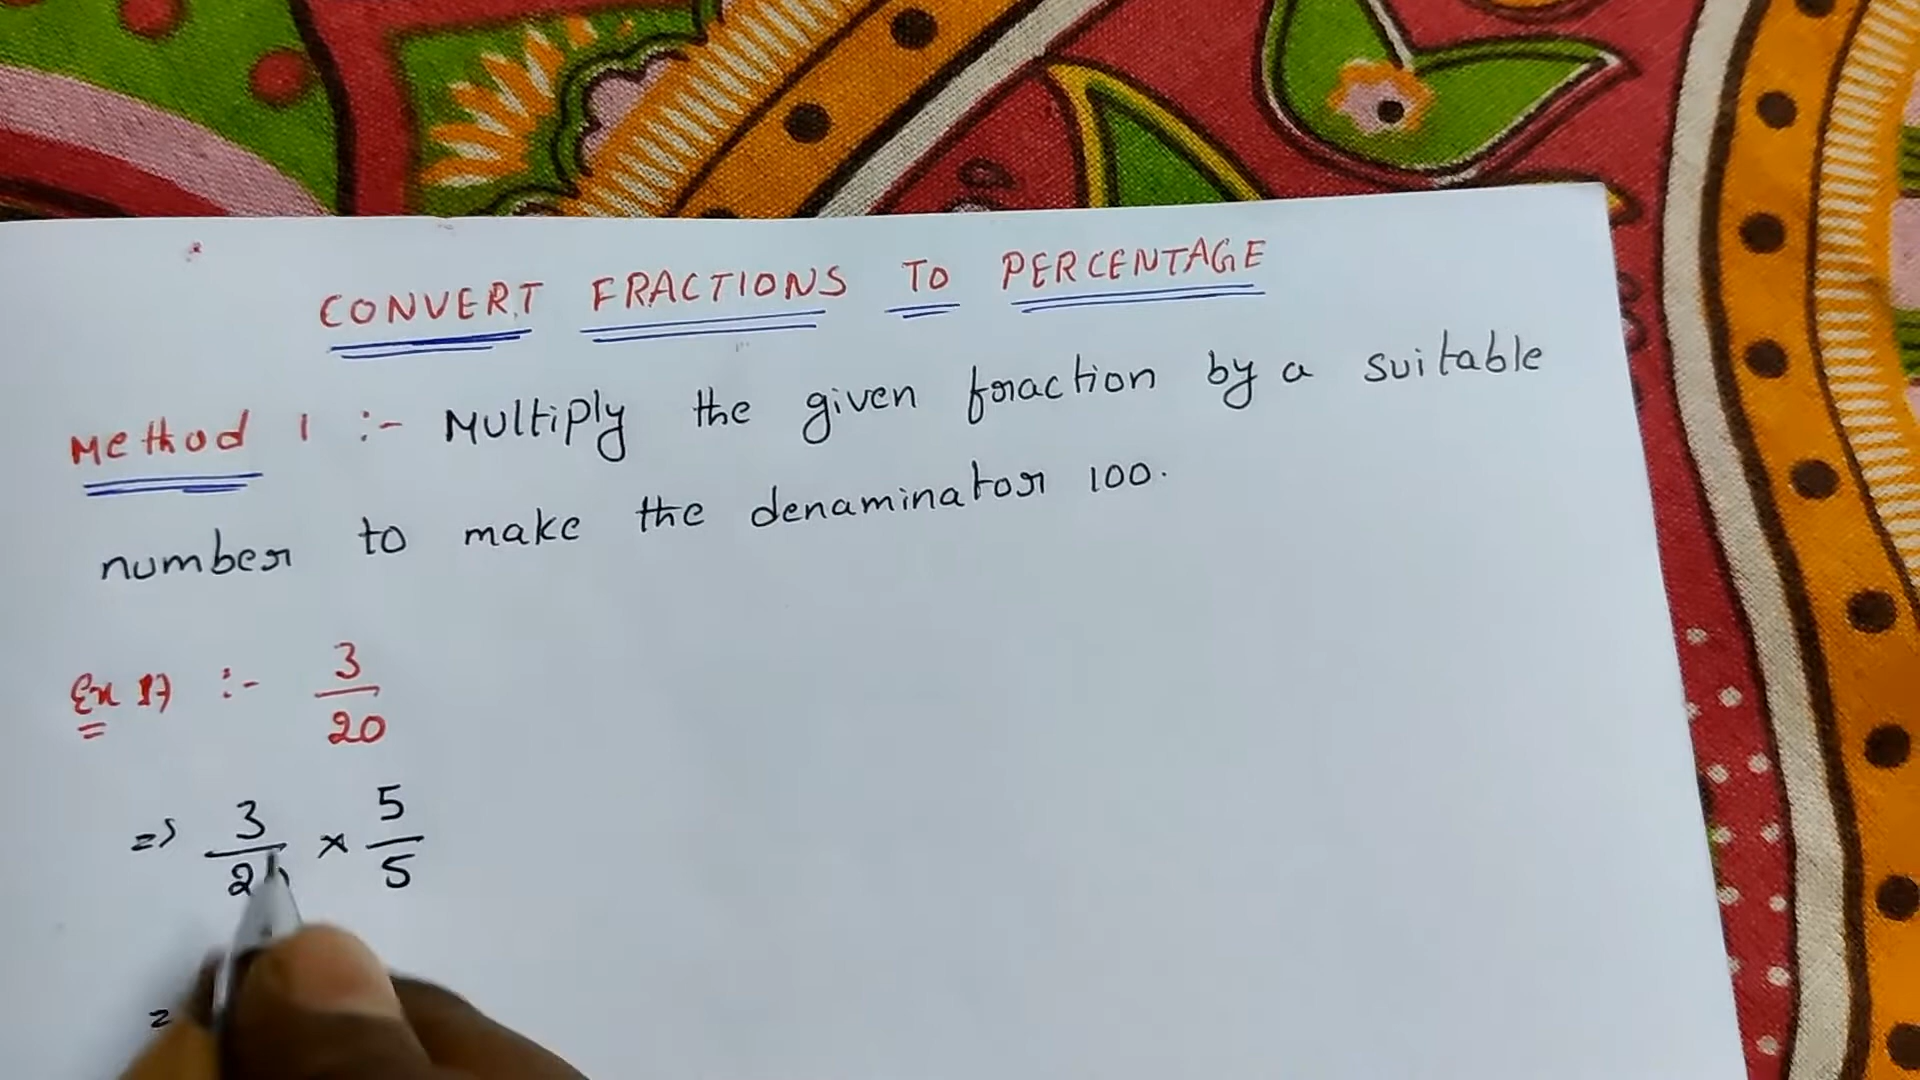 CONVERT FRACTIONS TO PERCENTAGE
Method 1 :- Multiply the given fraction by a suitable
number to make the denaminator 100.
Ex 1) :- 3/20
=> 3/20 × 5/5
=